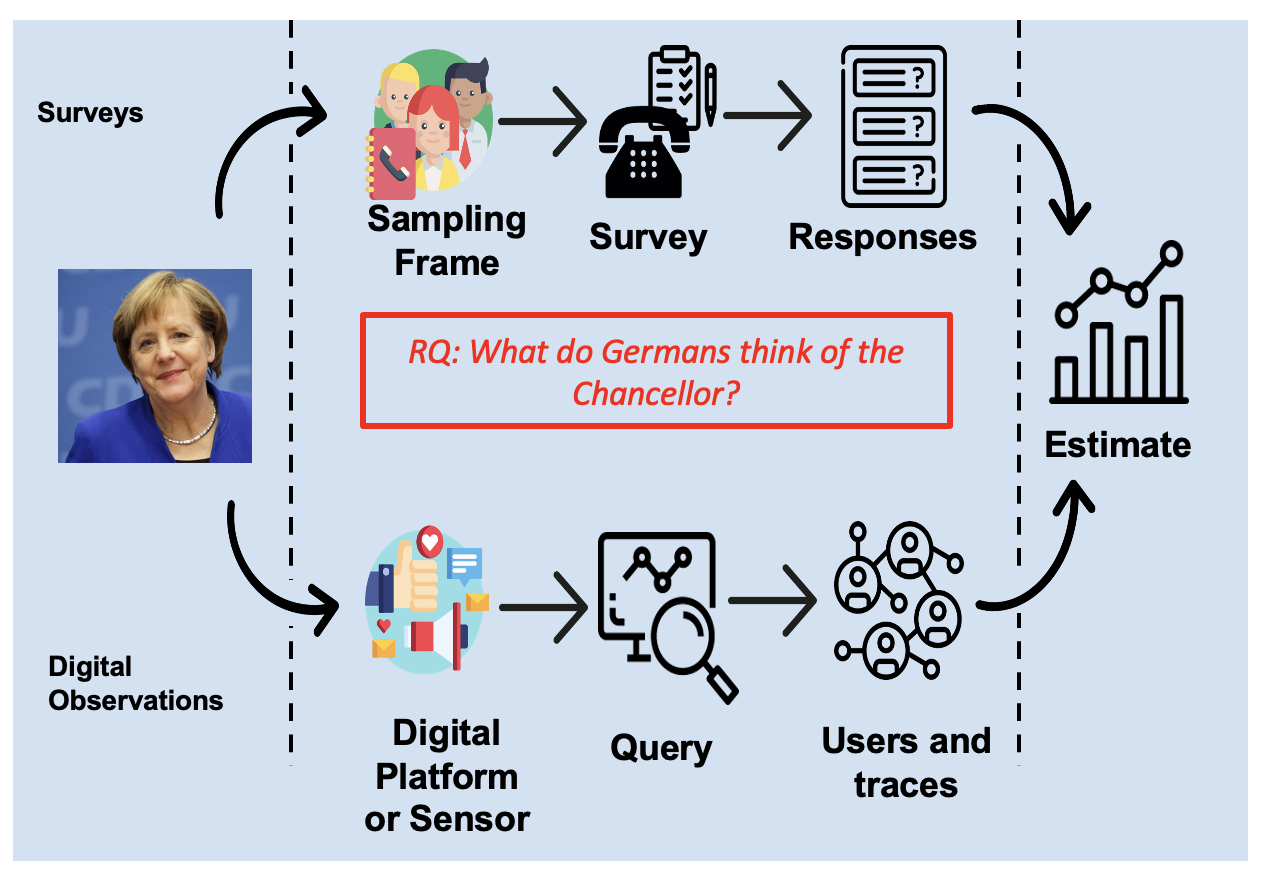 Surveys
Sampling
Frame
Survey
Responses
?
?
?
U
CD
C
RQ: What do Germans think of the
Chancellor?
Estimate
Digital
Observations
Digital
Platform
or Sensor
Query
Users and
traces